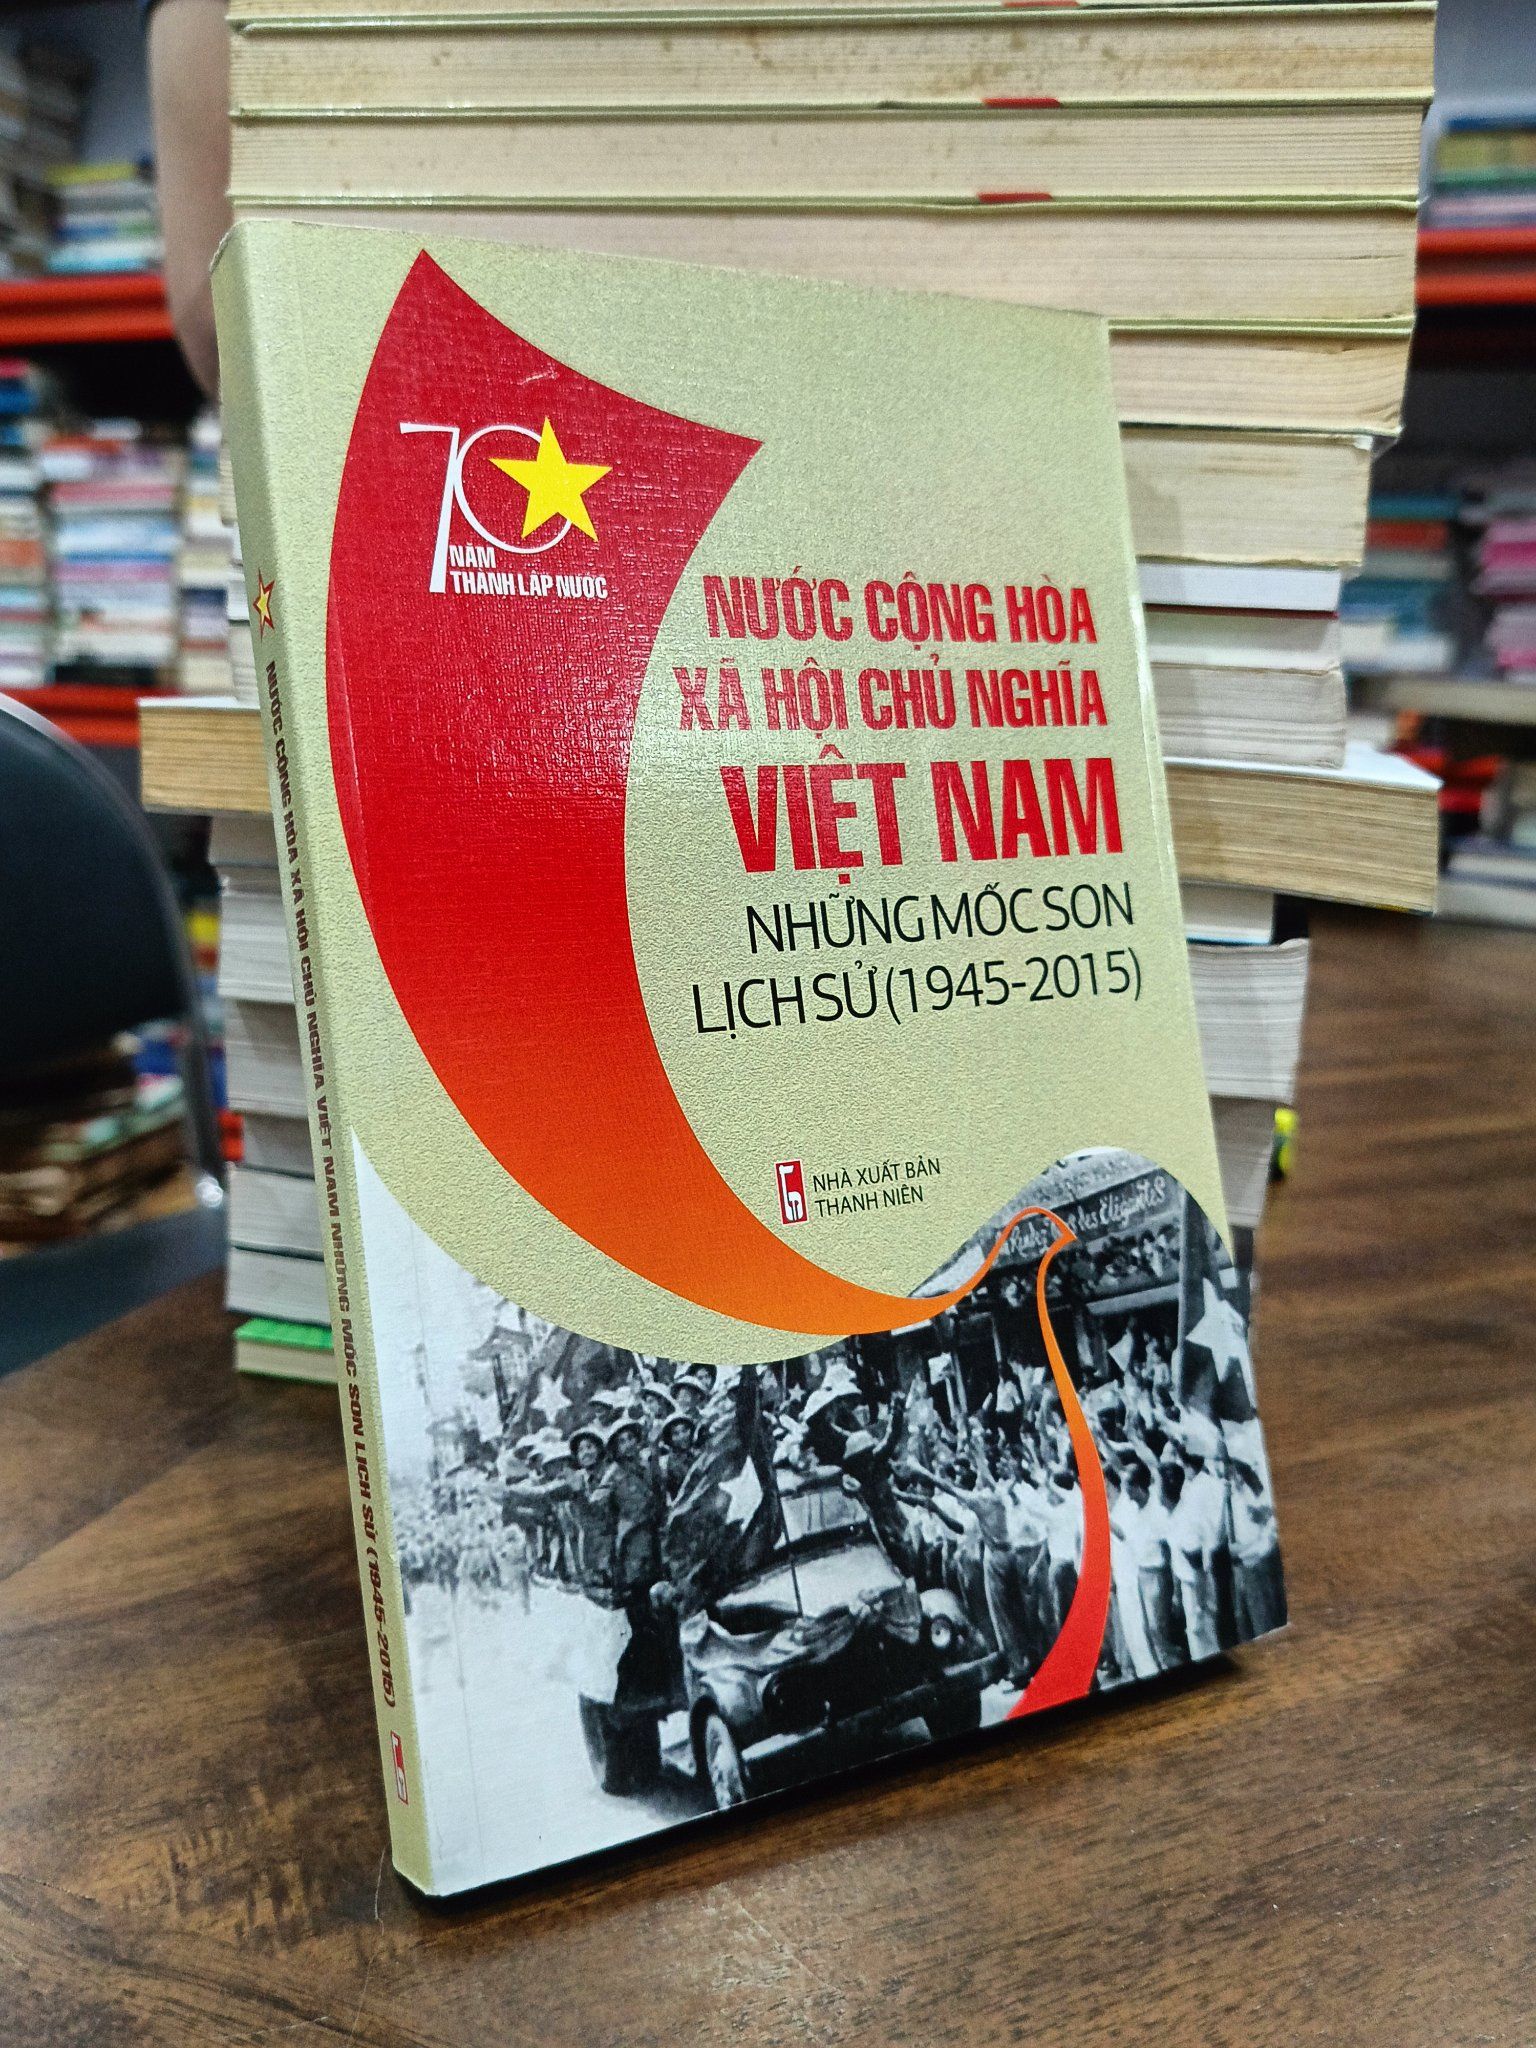 70
NĂM
THÀNH LẬP NƯỚC
NƯỚC CỘNG HÒA
XÃ HỘI CHỦ NGHĨA
VIỆT NAM
NHỮNG MỐC SON
LỊCH SỬ (1945-2015)
NHÀ XUẤT BẢN
THANH NIÊN
des Elégantes
NƯỚC CỘNG HÒA XÃ HỘI CHỦ NGHĨA VIỆT NAM NHỮNG MỐC SON LỊCH SỬ (1945-2015)